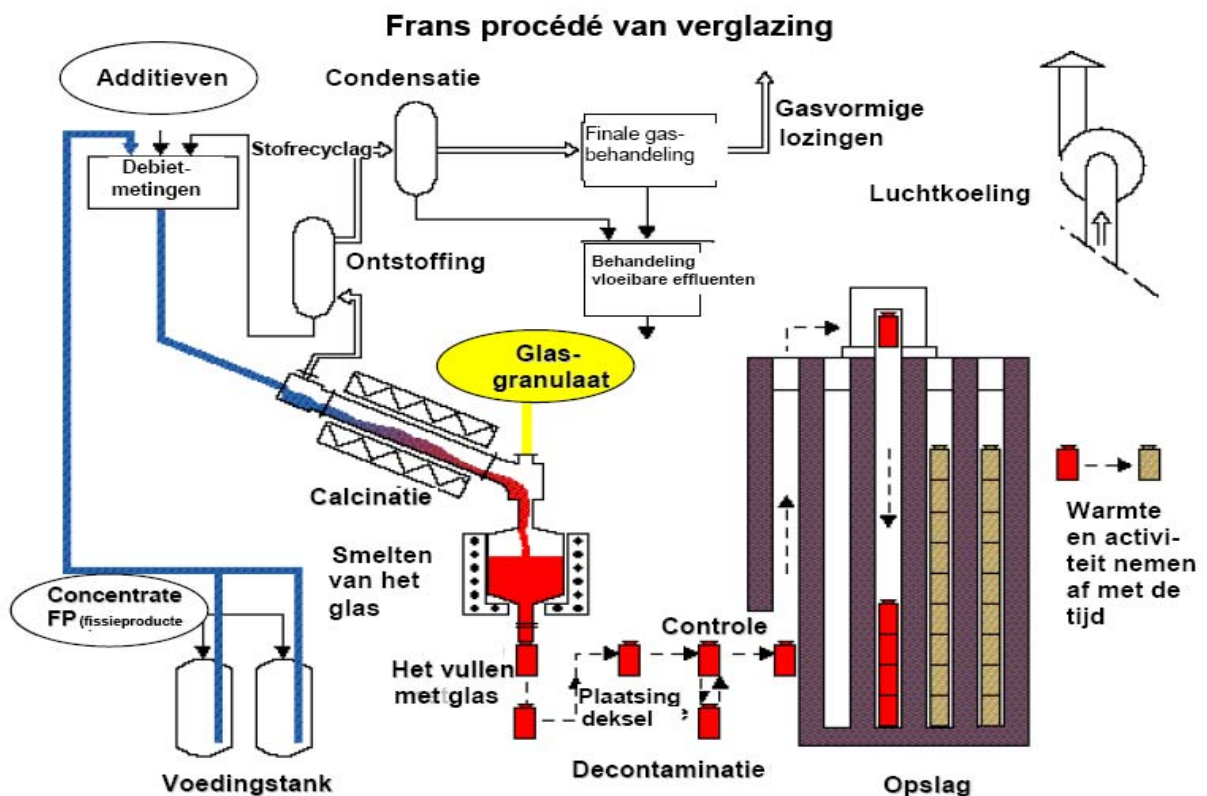 Frans procédé van verglazing
Additieven
Condensatie
Stofrecyclag
Finale gas-
behandeling
Gasvormige
lozingen
Debiet-
metingen
Luchtkoeling
Ontstoffing
Behandeling
vloeibare effluenten
Glas-
granulaat
Calcinatie
Smelten
van het
glas
Warmte
en activi-
teit nemen
af met de
tijd
Concentrate
FP (fissieproducte
Controle
Het vullen
met glas
Plaatsing
deksel
Decontaminatie
Voedingstank
Opslag